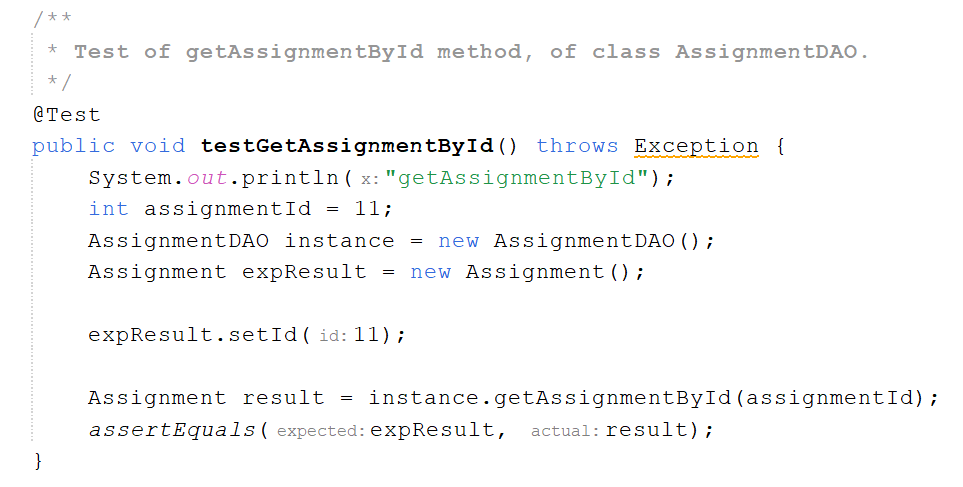 /**
 * Test of getAssignmentById method, of class AssignmentDAO.
 */
@Test
public void testGetAssignmentById() throws Exception {
    System.out.println( x: "getAssignmentById");
    int assignmentId = 11;
    AssignmentDAO instance = new AssignmentDAO();
    Assignment expResult = new Assignment();

    expResult.setId( id: 11);

    Assignment result = instance.getAssignmentById(assignmentId);
    assertEquals( expected: expResult, actual: result);
}